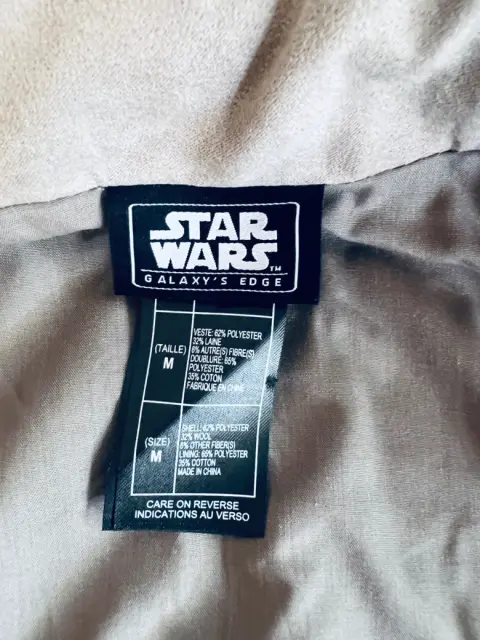 STAR
WARS
TM
GALAXY'S EDGE
(TAILLE)
M
VESTE: 62% POLYESTER
32% LAINE
6% AUTRE(S) FIBRE(S)
DOUBLURE: 65%
POLYESTER
35% COTON
FABRIQUE EN CHINE
(SIZE)
M
SHELL: 62% POLYESTER
32% WOOL
6% OTHER FIBER(S)
LINING: 65% POLYESTER
35% COTTON
MADE IN CHINA
CARE ON REVERSE
INDICATIONS AU VERSO